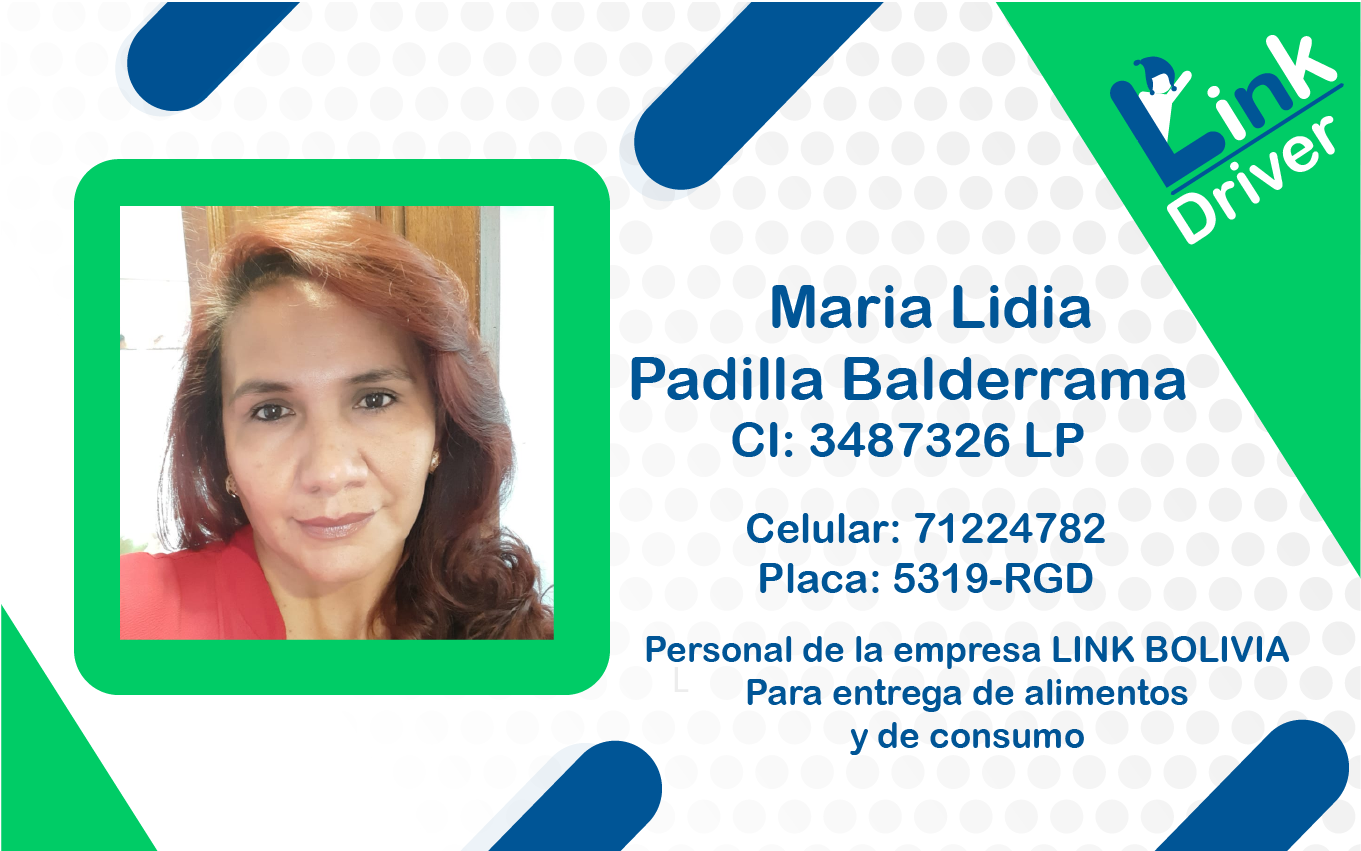 Link
Driver
Maria Lidia
Padilla Balderrama
CI: 3487326 LP
Celular: 71224782
Placa: 5319-RGD
Personal de la empresa LINK BOLIVIA
L
Para entrega de alimentos
y de consumo